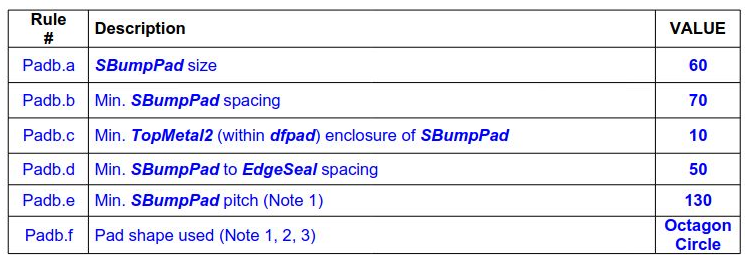 Rule # Description VALUE
Padb.a SBumpPad size 60
Padb.b Min. SBumpPad spacing 70
Padb.c Min. TopMetal2 (within dfpad) enclosure of SBumpPad 10
Padb.d Min. SBumpPad to EdgeSeal spacing 50
Padb.e Min. SBumpPad pitch (Note 1) 130
Padb.f Pad shape used (Note 1, 2, 3) Octagon Circle